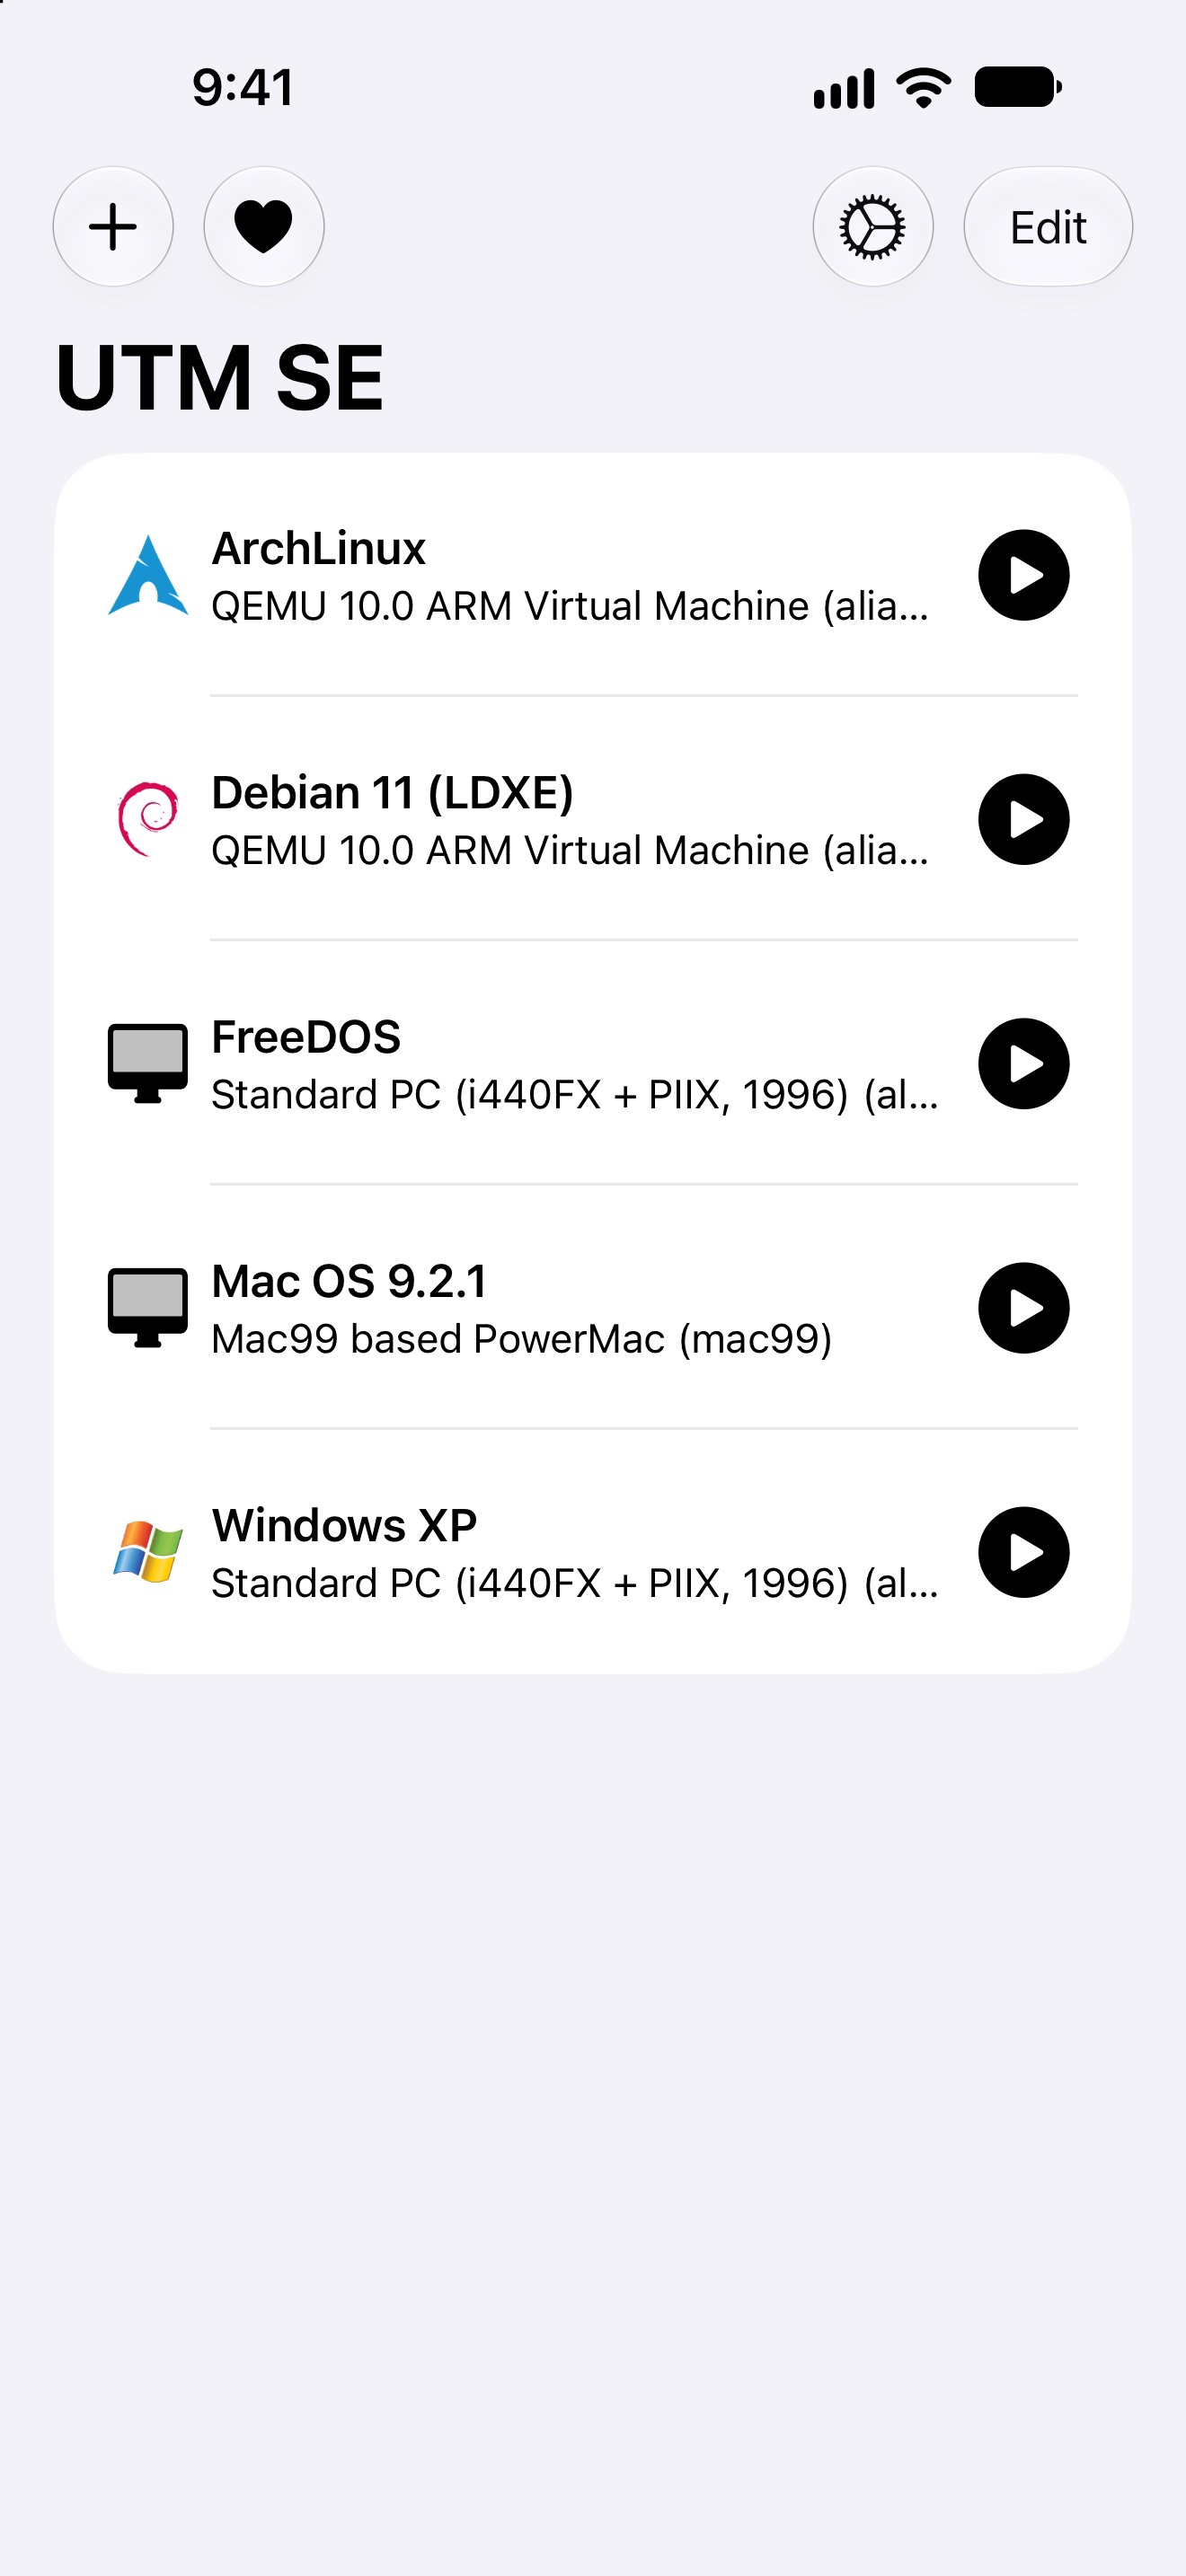 9:41
Edit
UTM SE
ArchLinux
QEMU 10.0 ARM Virtual Machine (alia...
Debian 11 (LDXE)
QEMU 10.0 ARM Virtual Machine (alia...
FreeDOS
Standard PC (i440FX + PIIX, 1996) (al...
Mac OS 9.2.1
Mac99 based PowerMac (mac99)
Windows XP
Standard PC (i440FX + PIIX, 1996) (al...